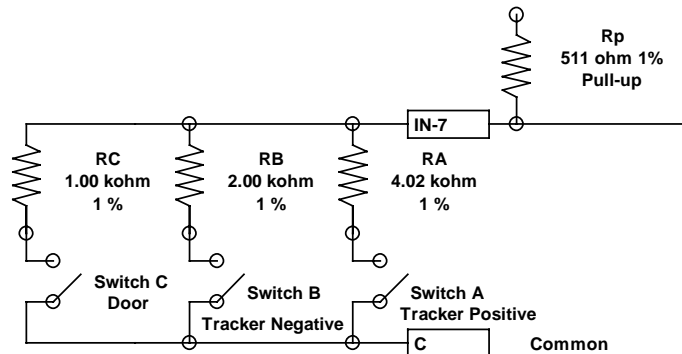 Rp
511 ohm 1%
Pull-up
IN-7
RC
1.00 kohm
1 %
RB
2.00 kohm
1 %
RA
4.02 kohm
1 %
Switch C
Door
Switch B
Tracker Negative
Switch A
Tracker Positive
C
Common